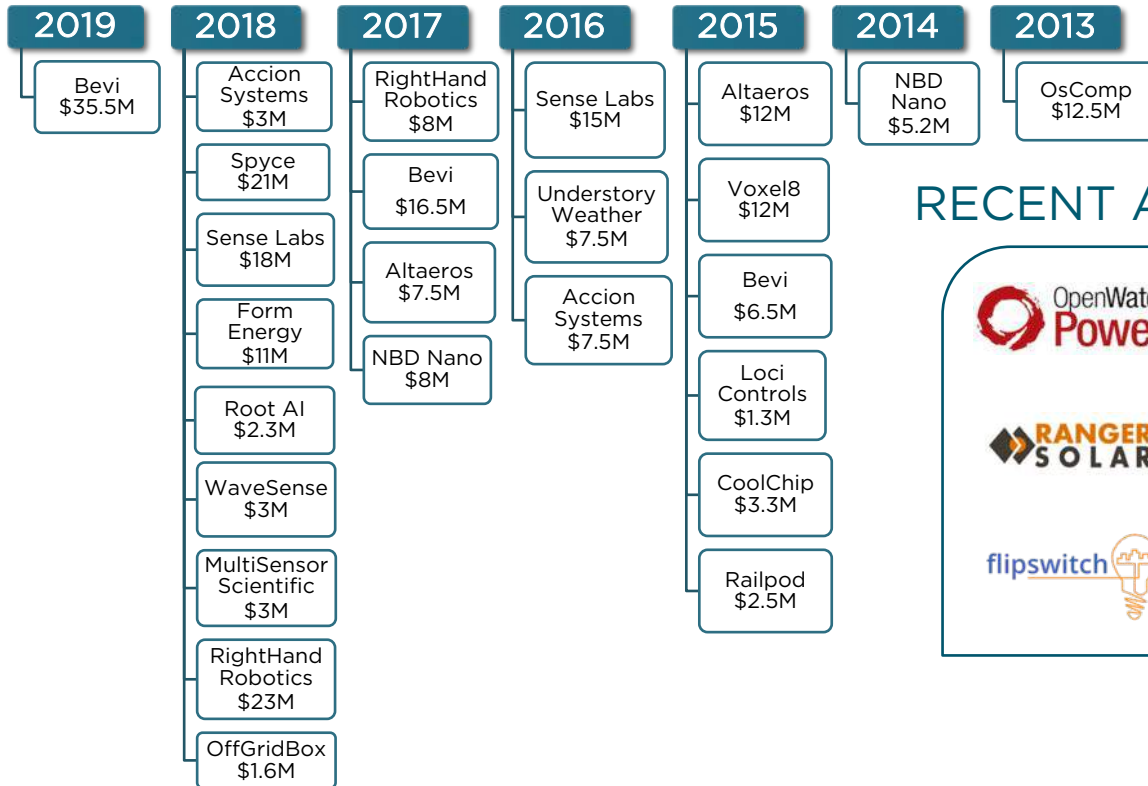 2019
Bevi
$35.5M
2018
Accion
Systems
$3M
Spyce
$21M
Sense Labs
$18M
Form
Energy
$11M
Root AI
$2.3M
WaveSense
$3M
MultiSensor
Scientific
$3M
RightHand
Robotics
$23M
OffGridBox
$1.6M
2017
RightHand
Robotics
$8M
Bevi
$16.5M
Altaeros
$7.5M
NBD Nano
$8M
2016
Sense Labs
$15M
Understory
Weather
$7.5M
Accion
Systems
$7.5M
2015
Altaeros
$12M
Voxel8
$12M
Bevi
$6.5M
Loci
Controls
$1.3M
CoolChip
$3.3M
Railpod
$2.5M
2014
NBD
Nano
$5.2M
2013
OsComp
$12.5M
RECENT A
OpenWate
Powe
RANGER
SOLAR
flipswitch